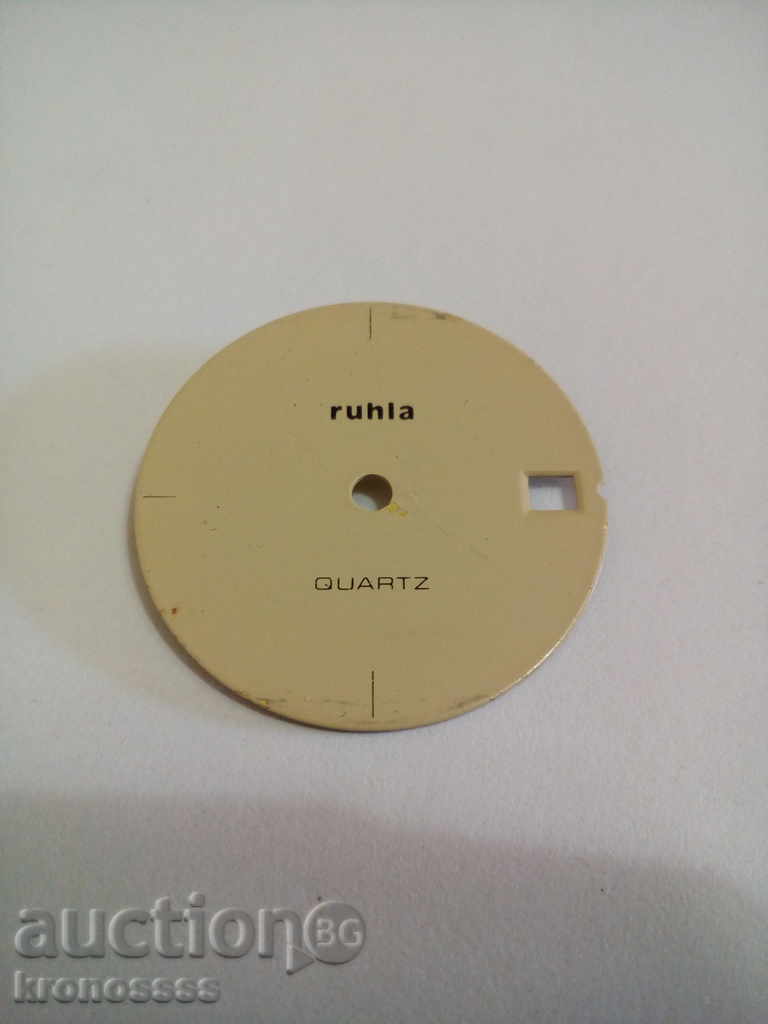 ruhla
QUARTZ
auction BG
kronossss